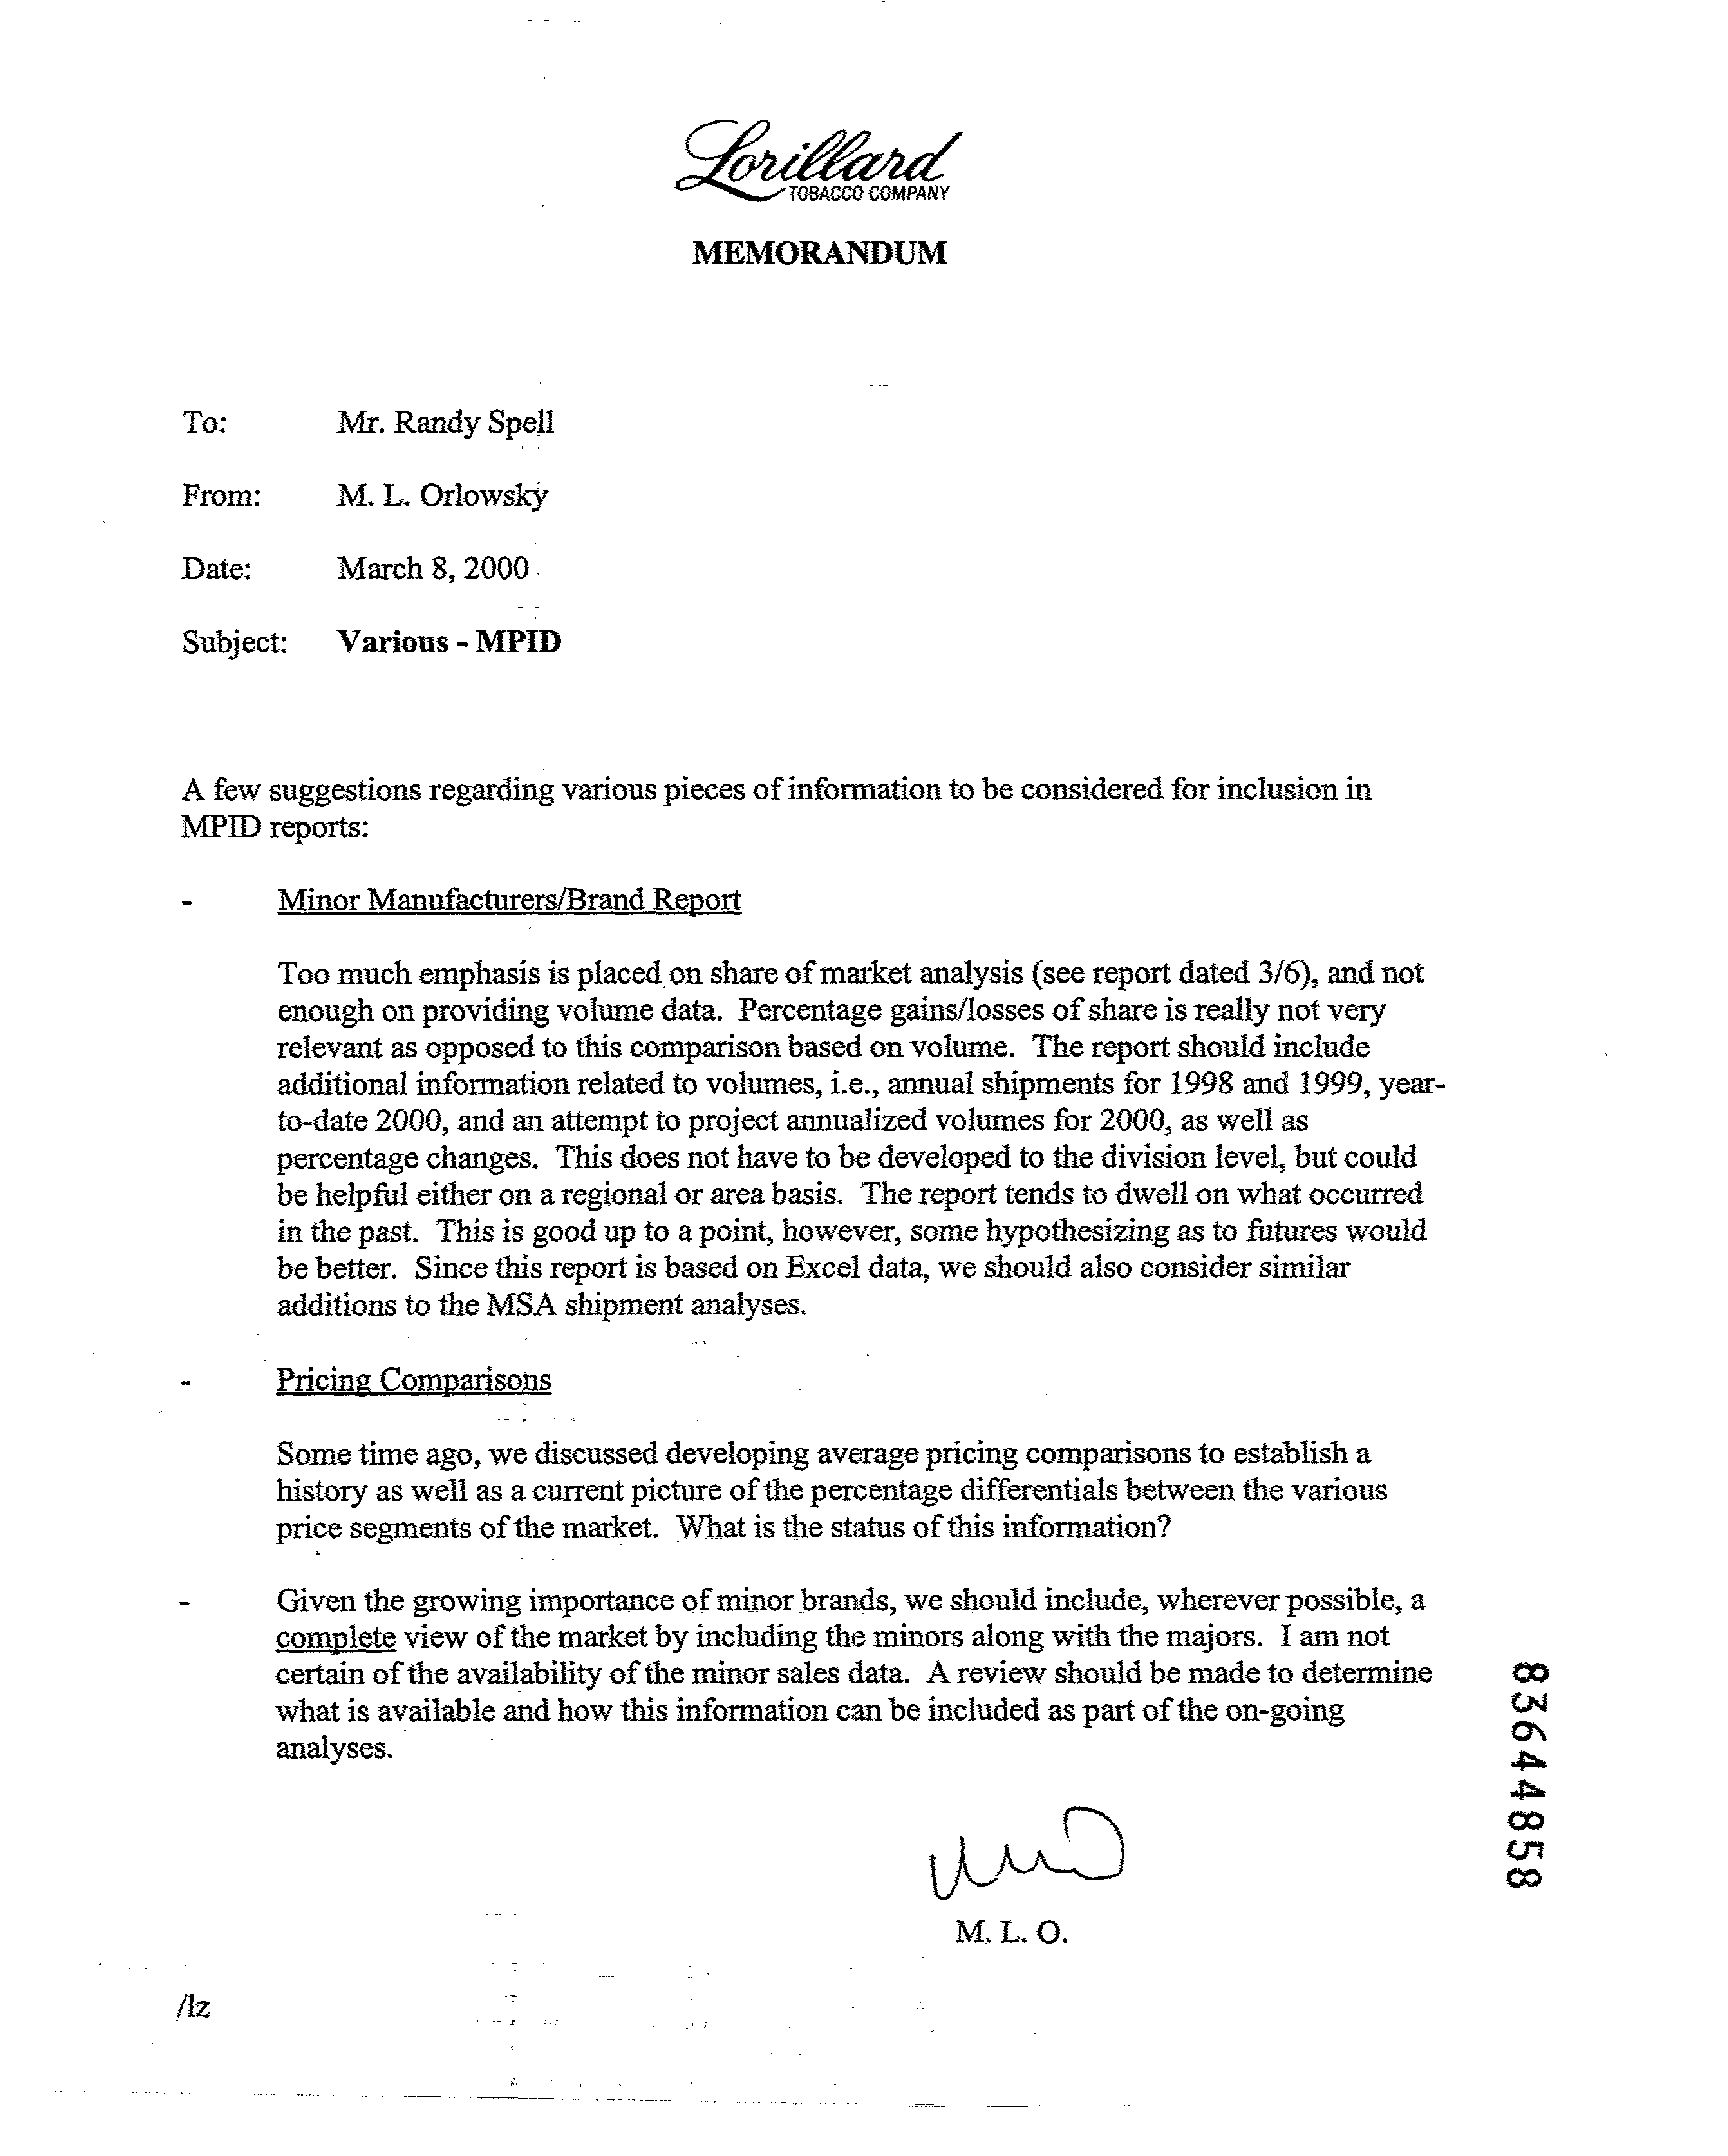 Lorillard
TOBACCO COMPANY
MEMORANDUM
To: Mr. Randy Spell
From: M. L. Orlowsky
Date: March 8, 2000
Subject: Various - MPID
A few suggestions regarding various pieces of information to be considered for inclusion in
MPID reports:
- Minor Manufacturers/Brand Report
Too much emphasis is placed on share of market analysis (see report dated 3/6), and not
enough on providing volume data. Percentage gains/losses of share is really not very
relevant as opposed to this comparison based on volume. The report should include
additional information related to volumes, i.e., annual shipments for 1998 and 1999, year-
to-date 2000, and an attempt to project annualized volumes for 2000, as well as
percentage changes. This does not have to be developed to the division level, but could
be helpful either on a regional or area basis. The report tends to dwell on what occurred
in the past. This is good up to a point, however, some hypothesizing as to futures would
be better. Since this report is based on Excel data, we should also consider similar
additions to the MSA shipment analyses.
- Pricing Comparisons
Some time ago, we discussed developing average pricing comparisons to establish a
history as well as a current picture of the percentage differentials between the various
price segments of the market. What is the status of this information?
- Given the growing importance of minor brands, we should include, wherever possible, a
complete view of the market by including the minors along with the majors. I am not
certain of the availability of the minor sales data. A review should be made to determine
what is available and how this information can be included as part of the on-going
analyses.
M. L. O.
/lz
83644858